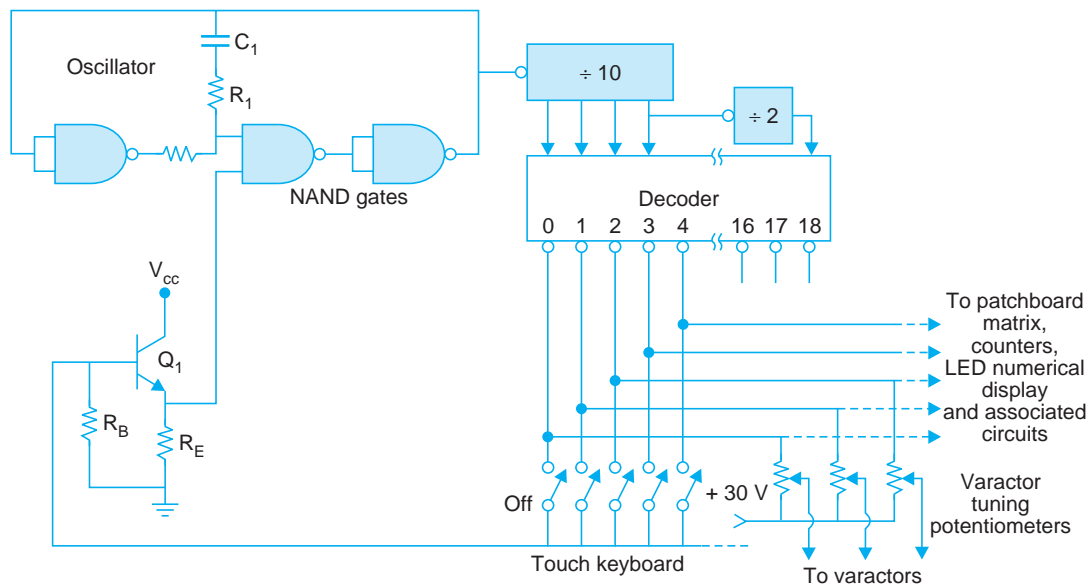 C1
Oscillator
÷ 10
R1
÷ 2
NAND gates
Decoder
0 1 2 3 4 16 17 18
Vcc
To patchboard
matrix,
counters,
LED numerical
display
and associated
circuits
Q1
RB
RE
Off
+ 30 V
Varactor
tuning
potentiometers
Touch keyboard
To varactors